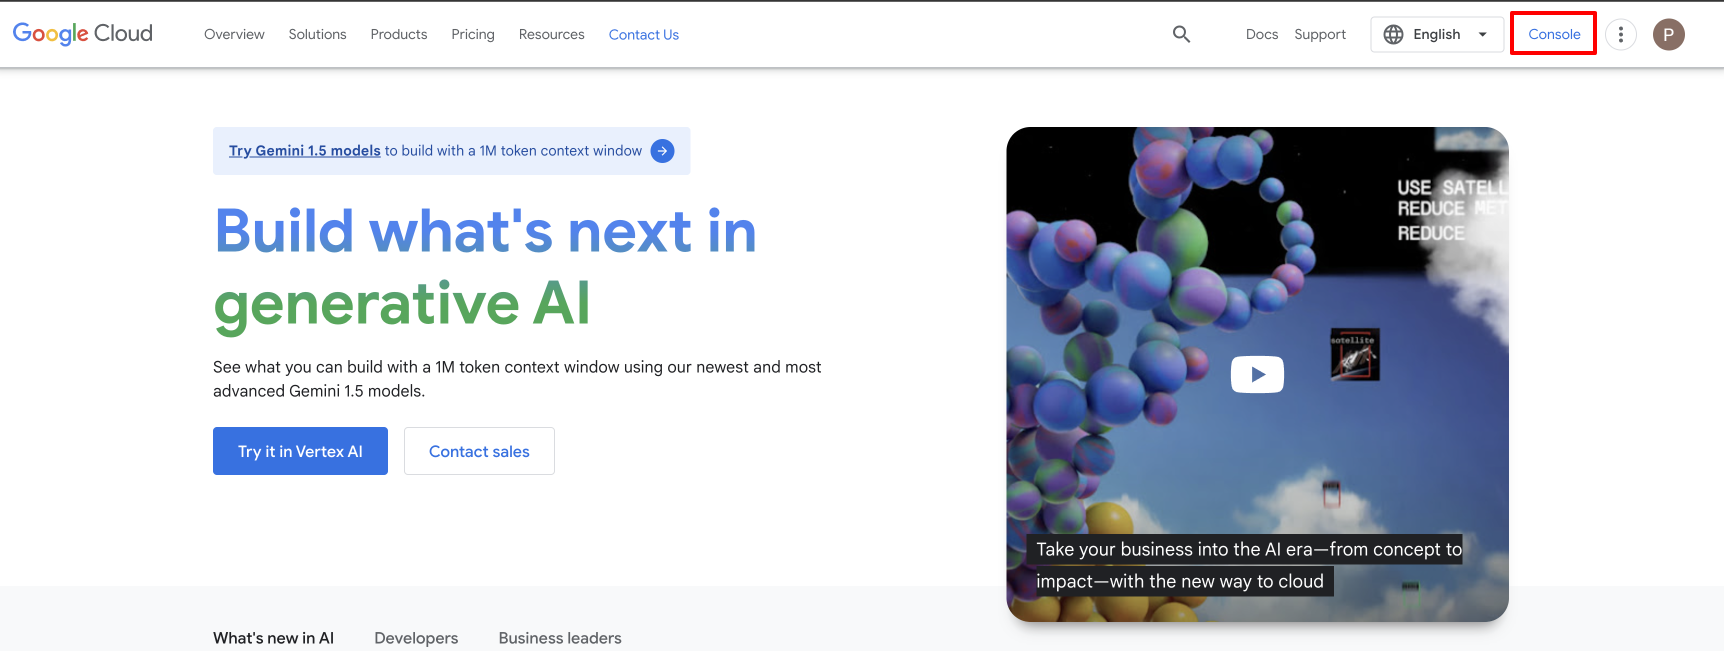 Google Cloud
Overview
Solutions
Products
Pricing
Resources
Contact Us
Docs
Support
English
Console
P
Try Gemini 1.5 models to build with a 1M token context window
Build what's next in
generative AI
See what you can build with a 1M token context window using our newest and most
advanced Gemini 1.5 models.
Try it in Vertex AI
Contact sales
USE SATELL
REDUCE MET
REDUCE
satellite
Take your business into the AI era—from concept to
impact—with the new way to cloud
What's new in AI
Developers
Business leaders